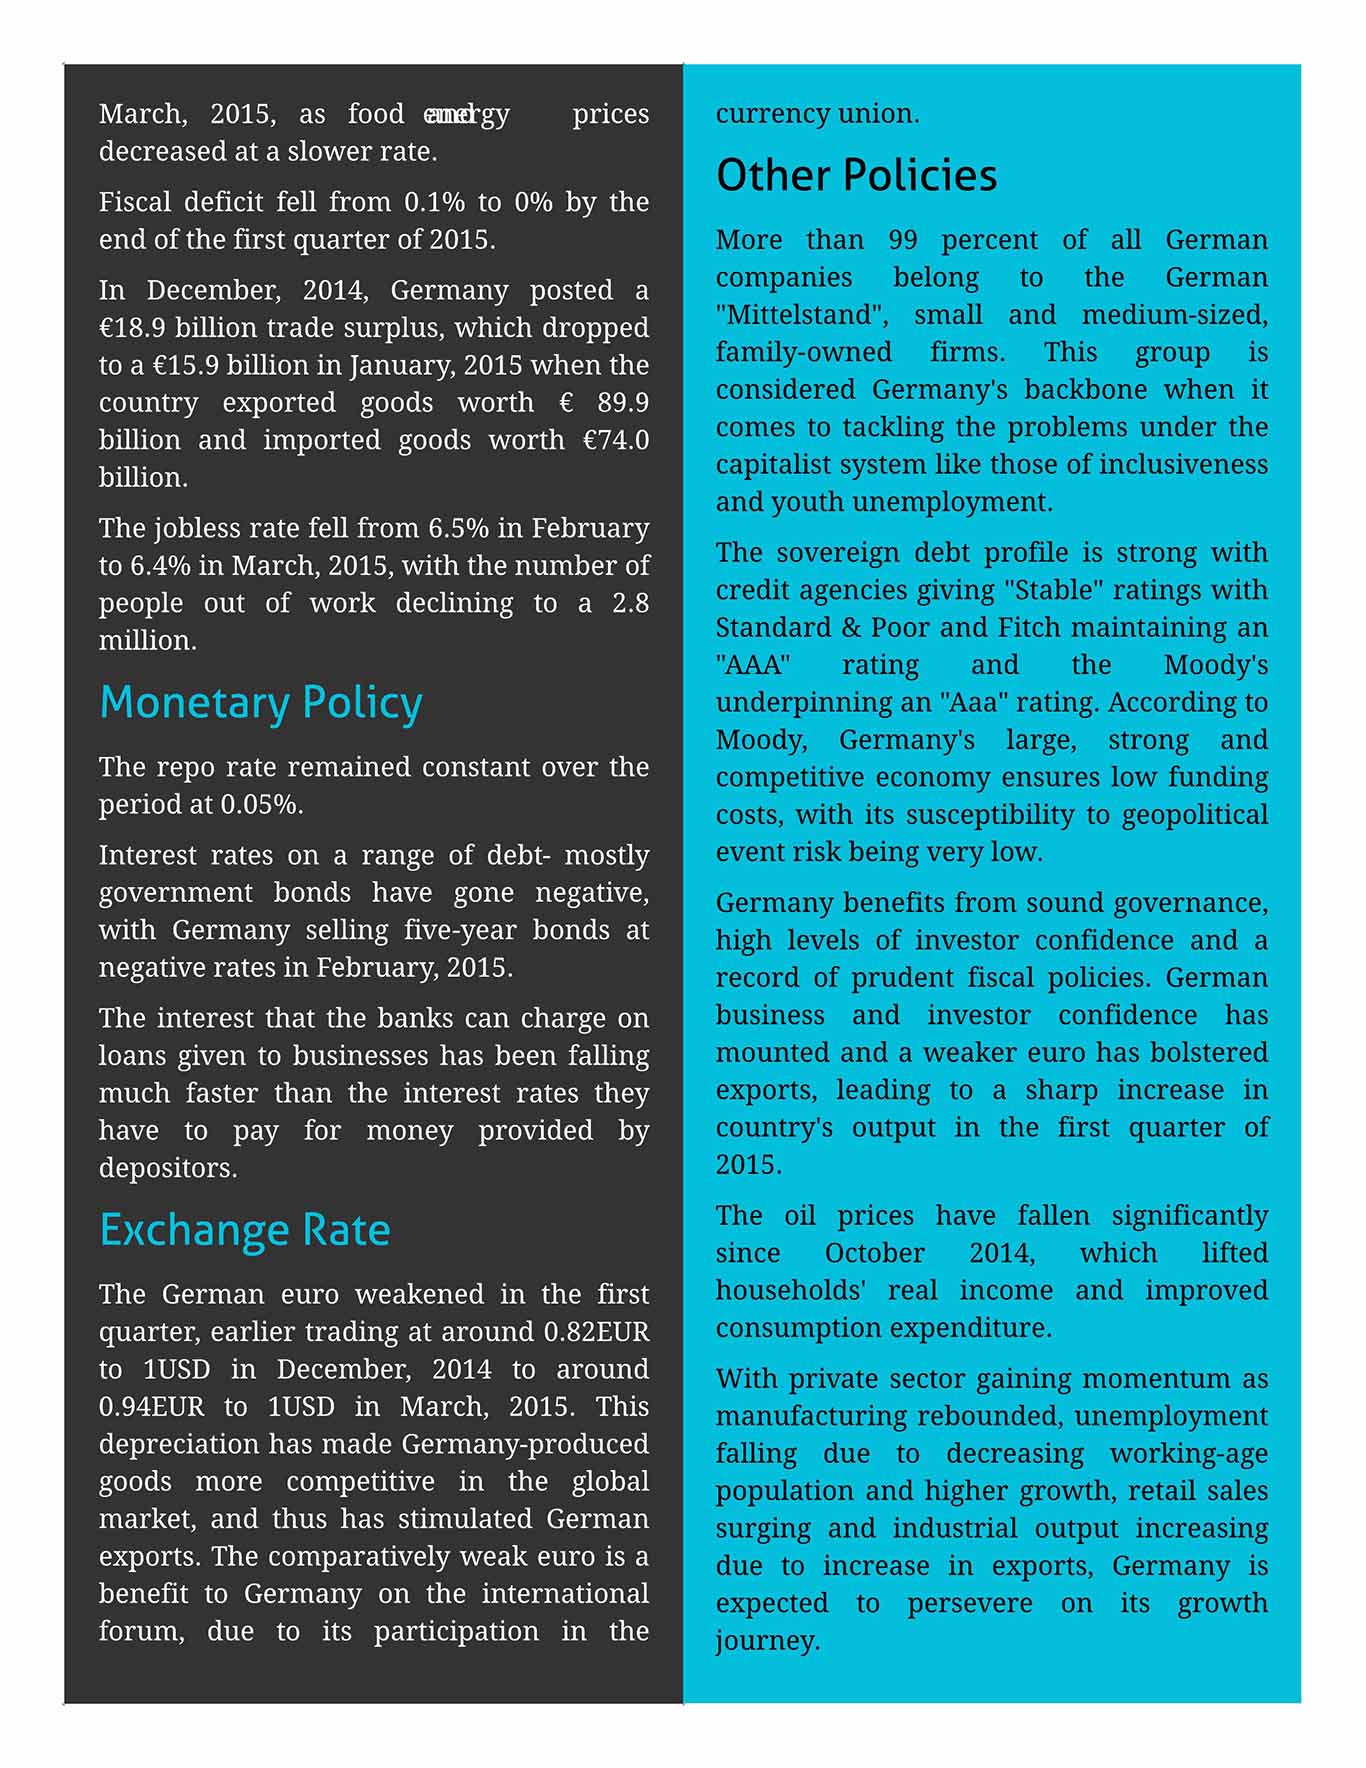 March, 2015, as food and energy prices
decreased at a slower rate.
Fiscal deficit fell from 0.1% to 0% by the
end of the first quarter of 2015.
In December, 2014, Germany posted a
€18.9 billion trade surplus, which dropped
to a €15.9 billion in January, 2015 when the
country exported goods worth € 89.9
billion and imported goods worth €74.0
billion.
The jobless rate fell from 6.5% in February
to 6.4% in March, 2015, with the number of
people out of work declining to a 2.8
million.
Monetary Policy
The repo rate remained constant over the
period at 0.05%.
Interest rates on a range of debt- mostly
government bonds have gone negative,
with Germany selling five-year bonds at
negative rates in February, 2015.
The interest that the banks can charge on
loans given to businesses has been falling
much faster than the interest rates they
have to pay for money provided by
depositors.
Exchange Rate
The German euro weakened in the first
quarter, earlier trading at around 0.82EUR
to 1USD in December, 2014 to around
0.94EUR to 1USD in March, 2015. This
depreciation has made Germany-produced
goods more competitive in the global
market, and thus has stimulated German
exports. The comparatively weak euro is a
benefit to Germany on the international
forum, due to its participation in the
currency union.
Other Policies
More than 99 percent of all German
companies belong to the German
"Mittelstand", small and medium-sized,
family-owned firms. This group is
considered Germany's backbone when it
comes to tackling the problems under the
capitalist system like those of inclusiveness
and youth unemployment.
The sovereign debt profile is strong with
credit agencies giving "Stable" ratings with
Standard & Poor and Fitch maintaining an
"AAA" rating and the Moody's
underpinning an "Aaa" rating. According to
Moody, Germany's large, strong and
competitive economy ensures low funding
costs, with its susceptibility to geopolitical
event risk being very low.
Germany benefits from sound governance,
high levels of investor confidence and a
record of prudent fiscal policies. German
business and investor confidence has
mounted and a weaker euro has bolstered
exports, leading to a sharp increase in
country's output in the first quarter of
2015.
The oil prices have fallen significantly
since October 2014, which lifted
households' real income and improved
consumption expenditure.
With private sector gaining momentum as
manufacturing rebounded, unemployment
falling due to decreasing working-age
population and higher growth, retail sales
surging and industrial output increasing
due to increase in exports, Germany is
expected to persevere on its growth
journey.